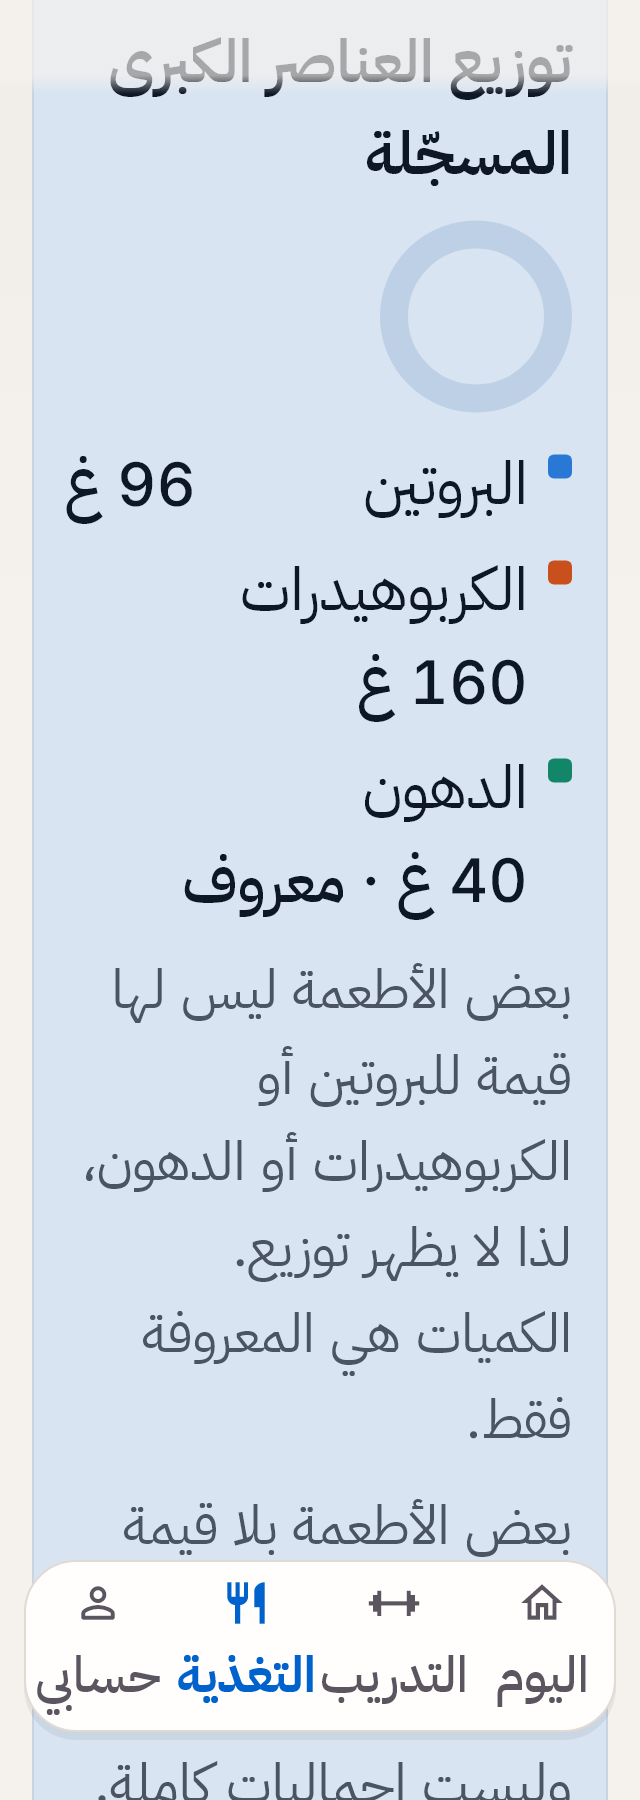 توزيع العناصر الكبرى
المسجّلة
البروتين 96 غ
الكربوهيدرات
160 غ
الدهون
40 غ · معروف
بعض الأطعمة ليس لها
قيمة للبروتين أو
الكربوهيدرات أو الدهون،
لذا لا يظهر توزيع.
الكميات هي المعروفة
فقط.
بعض الأطعمة بلا قيمة
اليوم التدريب التغذية حسابي
وليست إجماليات كاملة.